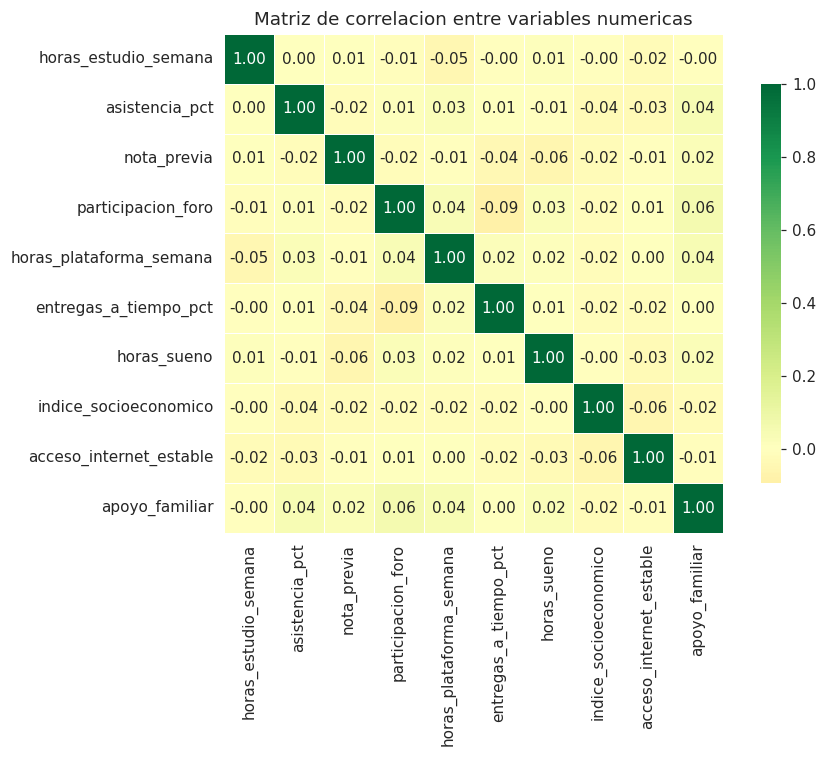 Matriz de correlacion entre variables numericas
horas_estudio_semana 1.00 0.00 0.01 -0.01 -0.05 -0.00 0.01 -0.00 -0.02 -0.00
asistencia_pct 0.00 1.00 -0.02 0.01 0.03 0.01 -0.01 -0.04 -0.03 0.04
nota_previa 0.01 -0.02 1.00 -0.02 -0.01 -0.04 -0.06 -0.02 -0.01 0.02
participacion_foro -0.01 0.01 -0.02 1.00 0.04 -0.09 0.03 -0.02 0.01 0.06
horas_plataforma_semana -0.05 0.03 -0.01 0.04 1.00 0.02 0.02 -0.02 0.00 0.04
entregas_a_tiempo_pct -0.00 0.01 -0.04 -0.09 0.02 1.00 0.01 -0.02 -0.02 0.00
horas_sueno 0.01 -0.01 -0.06 0.03 0.02 0.01 1.00 -0.00 -0.03 0.02
indice_socioeconomico -0.00 -0.04 -0.02 -0.02 -0.02 -0.02 -0.00 1.00 -0.06 -0.02
acceso_internet_estable -0.02 -0.03 -0.01 0.01 0.00 -0.02 -0.03 -0.06 1.00 -0.01
apoyo_familiar -0.00 0.04 0.02 0.06 0.04 0.00 0.02 -0.02 -0.01 1.00
horas_estudio_semana
asistencia_pct
nota_previa
participacion_foro
horas_plataforma_semana
entregas_a_tiempo_pct
horas_sueno
indice_socioeconomico
acceso_internet_estable
apoyo_familiar
1.0
0.8
0.6
0.4
0.2
0.0